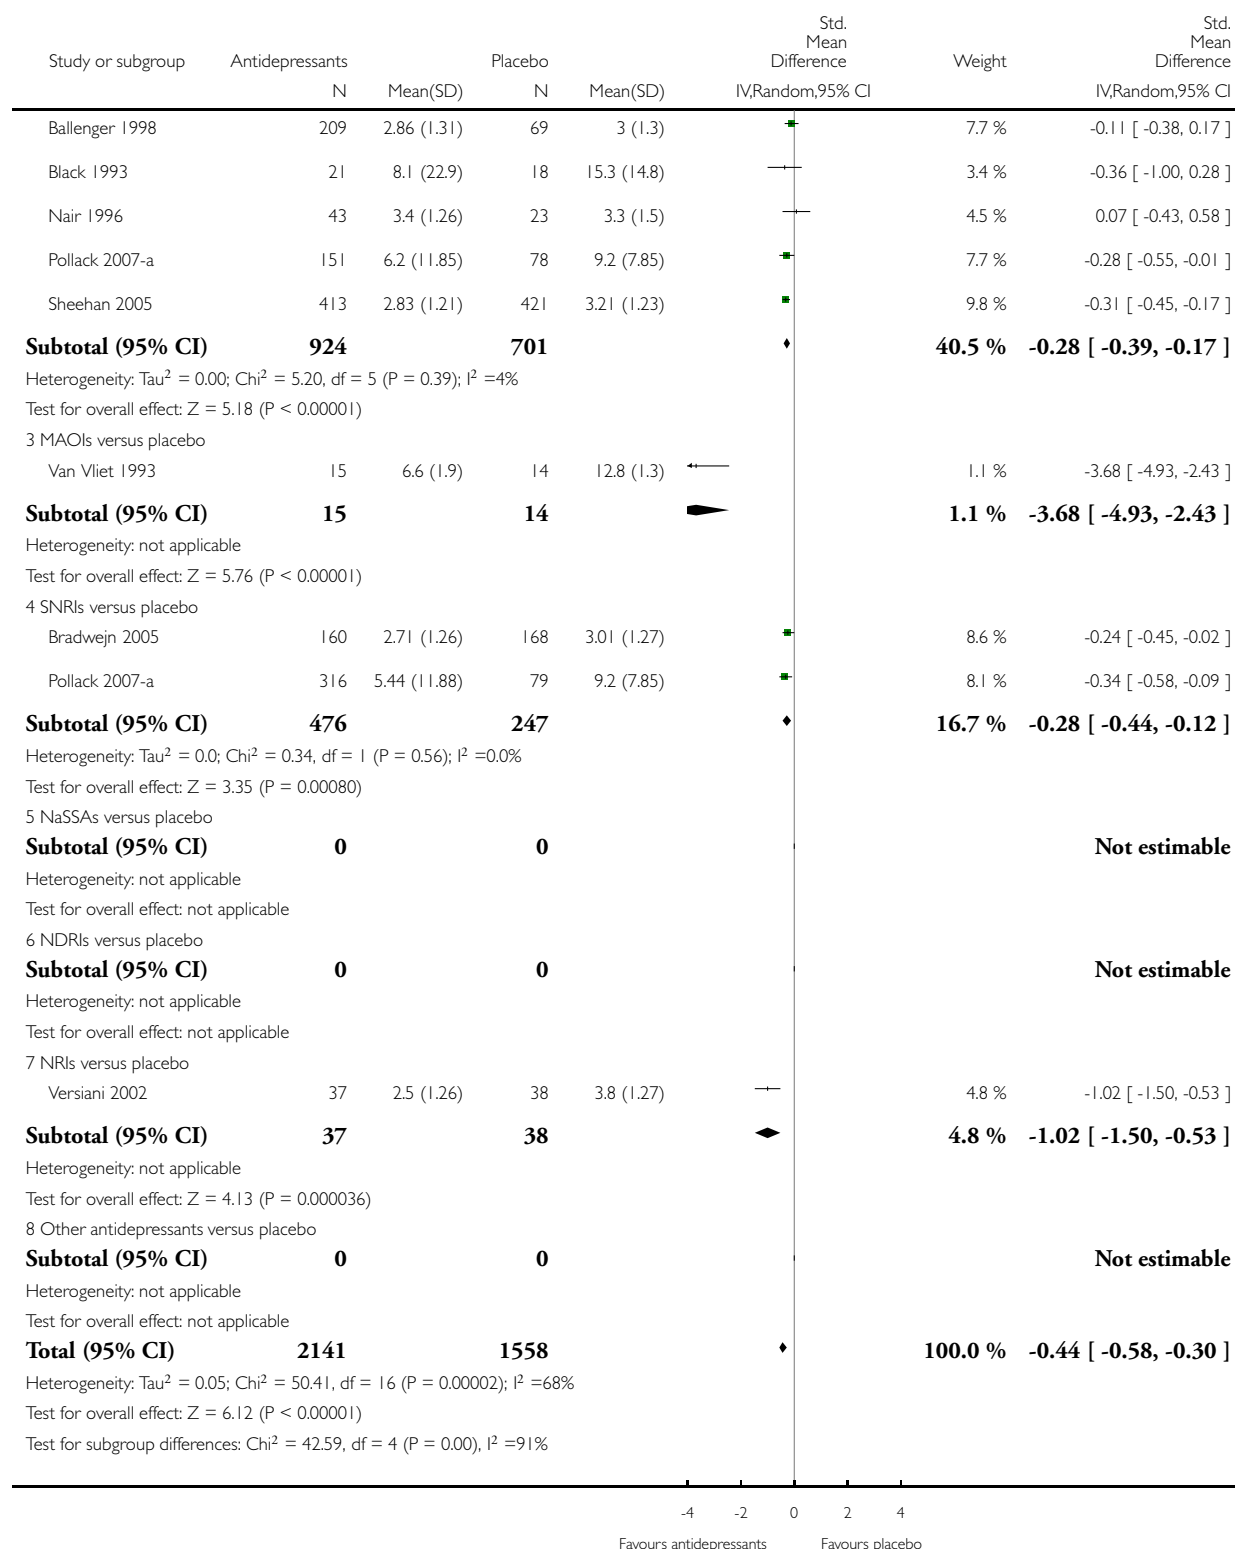 Std.
Mean
Difference
Std.
Mean
Difference
Study or subgroup Antidepressants Placebo Weight
N Mean(SD) N Mean(SD) IV,Random,95% CI IV,Random,95% CI
Ballenger 1998 209 2.86 (1.31) 69 3 (1.3) 7.7 % -0.11 [ -0.38, 0.17 ]
Black 1993 21 8.1 (22.9) 18 15.3 (14.8) 3.4 % -0.36 [ -1.00, 0.28 ]
Nair 1996 43 3.4 (1.26) 23 3.3 (1.5) 4.5 % 0.07 [ -0.43, 0.58 ]
Pollack 2007-a 151 6.2 (11.85) 78 9.2 (7.85) 7.7 % -0.28 [ -0.55, -0.01 ]
Sheehan 2005 413 2.83 (1.21) 421 3.21 (1.23) 9.8 % -0.31 [ -0.45, -0.17 ]
Subtotal (95% CI) 924 701 40.5 % -0.28 [ -0.39, -0.17 ]
Heterogeneity: Tau² = 0.00; Chi² = 5.20, df = 5 (P = 0.39); I² =4%
Test for overall effect: Z = 5.18 (P < 0.00001)
3 MAOIs versus placebo
Van Vliet 1993 15 6.6 (1.9) 14 12.8 (1.3) 1.1 % -3.68 [ -4.93, -2.43 ]
Subtotal (95% CI) 15 14 1.1 % -3.68 [ -4.93, -2.43 ]
Heterogeneity: not applicable
Test for overall effect: Z = 5.76 (P < 0.00001)
4 SNRIs versus placebo
Bradwejn 2005 160 2.71 (1.26) 168 3.01 (1.27) 8.6 % -0.24 [ -0.45, -0.02 ]
Pollack 2007-a 316 5.44 (11.88) 79 9.2 (7.85) 8.1 % -0.34 [ -0.58, -0.09 ]
Subtotal (95% CI) 476 247 16.7 % -0.28 [ -0.44, -0.12 ]
Heterogeneity: Tau² = 0.0; Chi² = 0.34, df = 1 (P = 0.56); I² =0.0%
Test for overall effect: Z = 3.35 (P = 0.00080)
5 NaSSAs versus placebo
Subtotal (95% CI) 0 0 Not estimable
Heterogeneity: not applicable
Test for overall effect: not applicable
6 NDRIs versus placebo
Subtotal (95% CI) 0 0 Not estimable
Heterogeneity: not applicable
Test for overall effect: not applicable
7 NRIs versus placebo
Versiani 2002 37 2.5 (1.26) 38 3.8 (1.27) 4.8 % -1.02 [ -1.50, -0.53 ]
Subtotal (95% CI) 37 38 4.8 % -1.02 [ -1.50, -0.53 ]
Heterogeneity: not applicable
Test for overall effect: Z = 4.13 (P = 0.000036)
8 Other antidepressants versus placebo
Subtotal (95% CI) 0 0 Not estimable
Heterogeneity: not applicable
Test for overall effect: not applicable
Total (95% CI) 2141 1558 100.0 % -0.44 [ -0.58, -0.30 ]
Heterogeneity: Tau² = 0.05; Chi² = 50.41, df = 16 (P = 0.00002); I² =68%
Test for overall effect: Z = 6.12 (P < 0.00001)
Test for subgroup differences: Chi² = 42.59, df = 4 (P = 0.00), I² =91%
-4 -2 0 2 4
Favours antidepressants Favours placebo